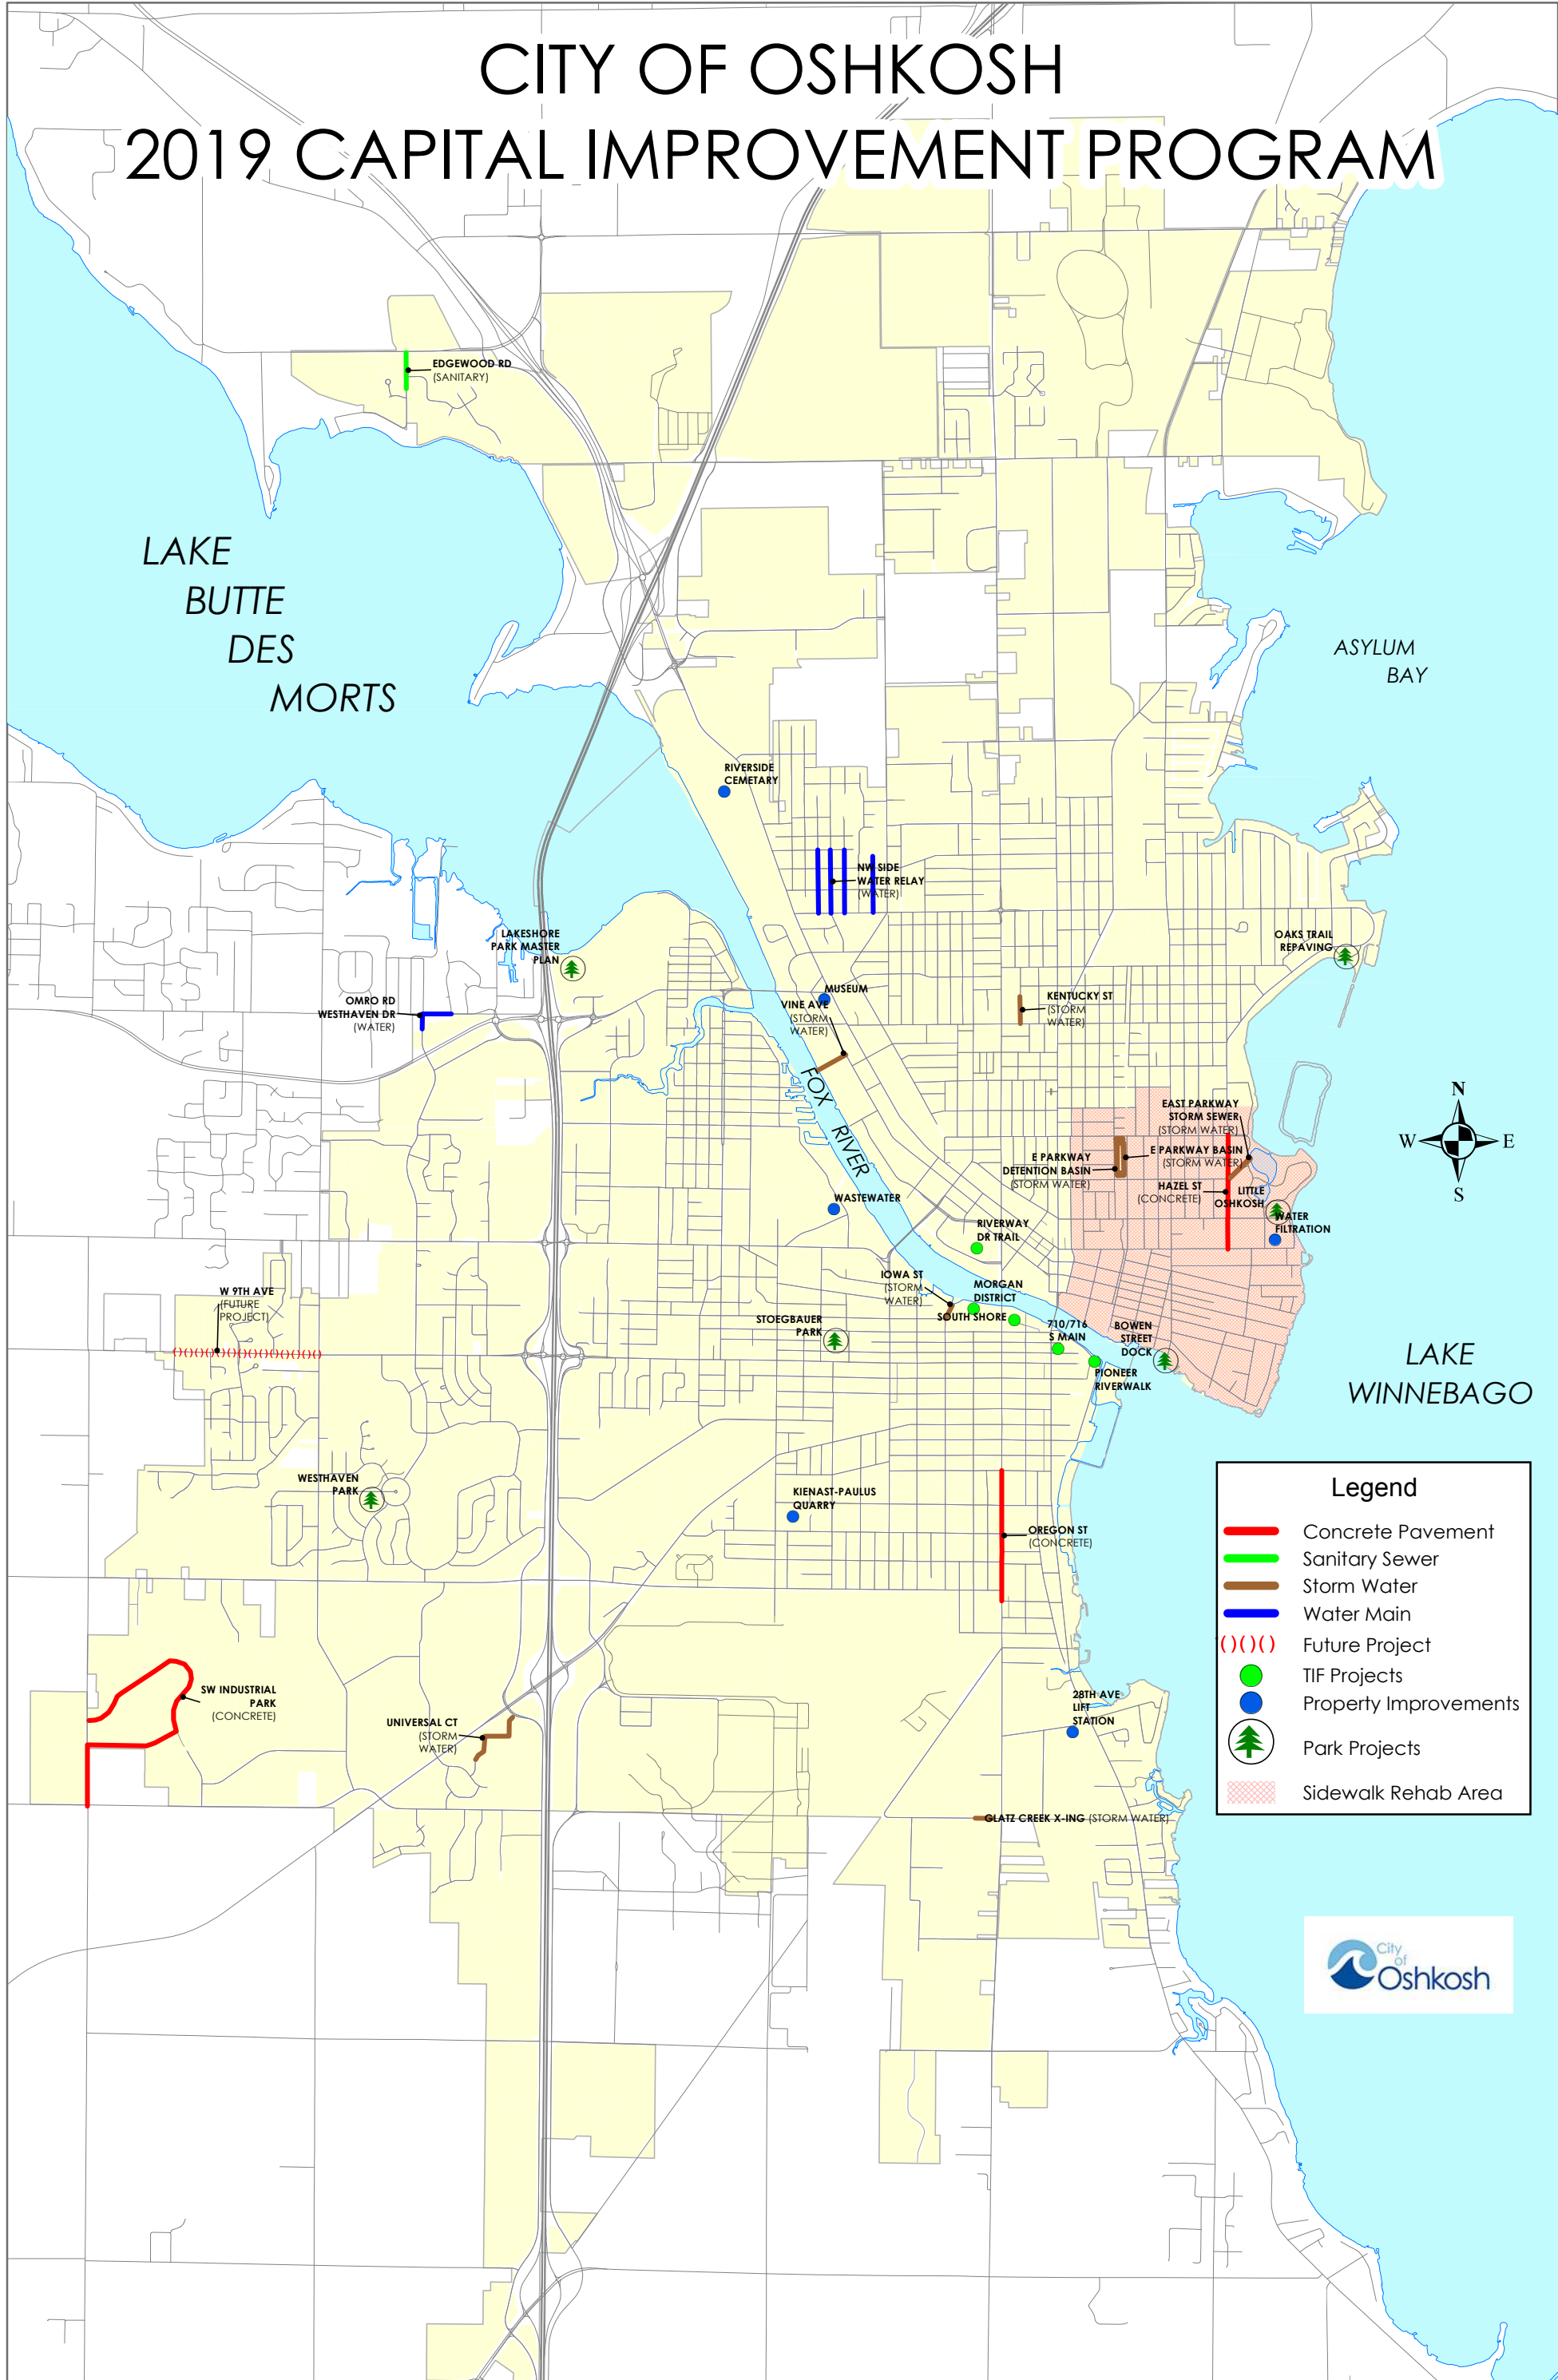 CITY OF OSHKOSH
2019 CAPITAL IMPROVEMENT PROGRAM
EDGEWOOD RD
(SANITARY)
LAKE
BUTTE
DES
MORTS
ASYLUM
BAY
RIVERSIDE
CEMETARY
NW SIDE
WATER RELAY
(WATER)
LAKESHORE
PARK MASTER
PLAN
OAKS TRAIL
REPAVING
OMRO RD
WESTHAVEN DR
(WATER)
MUSEUM
VINE AVE
(STORM
WATER)
KENTUCKY ST
(STORM
WATER)
FOX RIVER
EAST PARKWAY
STORM SEWER
(STORM WATER)
E PARKWAY BASIN
(STORM WATER)
E PARKWAY
DETENTION BASIN
(STORM WATER)
HAZEL ST
(CONCRETE)
LITTLE
OSHKOSH
WATER
FILTRATION
N
W
E
S
WASTEWATER
RIVERWAY
DR TRAIL
IOWA ST
(STORM
WATER)
MORGAN
DISTRICT
SOUTH SHORE
W 9TH AVE
(FUTURE
PROJECT)
STOEGBAUER
PARK
710/716
S MAIN
BOWEN
STREET
DOCK
PIONEER
RIVERWALK
LAKE
WINNEBAGO
WESTHAVEN
PARK
KIENAST-PAULUS
QUARRY
OREGON ST
(CONCRETE)
SW INDUSTRIAL
PARK
(CONCRETE)
UNIVERSAL CT
(STORM
WATER)
28TH AVE
LIFT
STATION
GLATZ CREEK X-ING (STORM WATER)
Legend
Concrete Pavement
Sanitary Sewer
Storm Water
Water Main
Future Project
TIF Projects
Property Improvements
Park Projects
Sidewalk Rehab Area
City
of
Oshkosh